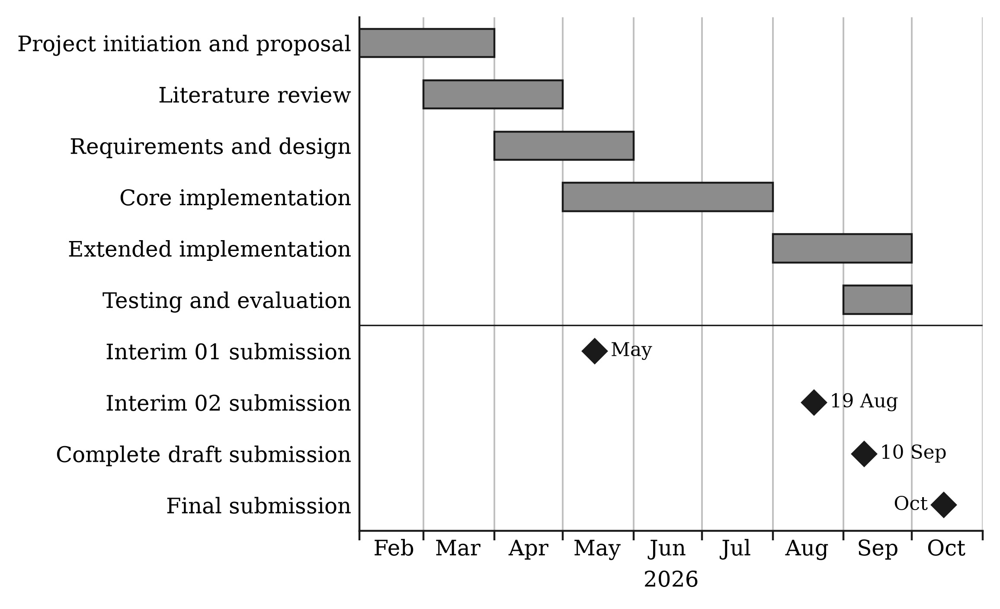 Project initiation and proposal
Literature review
Requirements and design
Core implementation
Extended implementation
Testing and evaluation
Interim 01 submission May
Interim 02 submission 19 Aug
Complete draft submission 10 Sep
Final submission Oct
Feb Mar Apr May Jun Jul Aug Sep Oct
2026